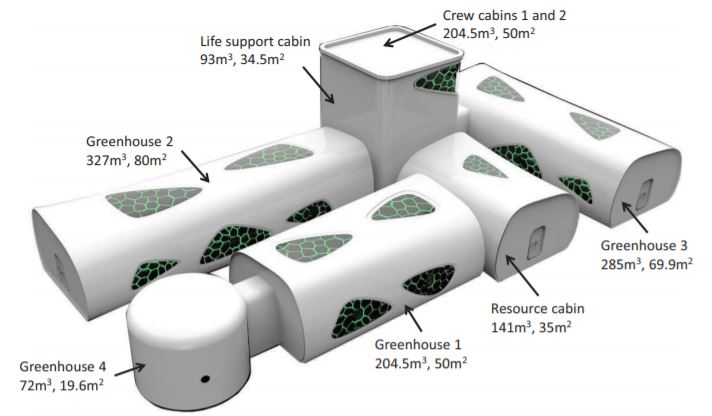 Crew cabins 1 and 2
204.5m³, 50m²
Life support cabin
93m³, 34.5m²
Greenhouse 2
327m³, 80m²
Greenhouse 3
285m³, 69.9m²
Resource cabin
141m³, 35m²
Greenhouse 1
204.5m³, 50m²
Greenhouse 4
72m³, 19.6m²